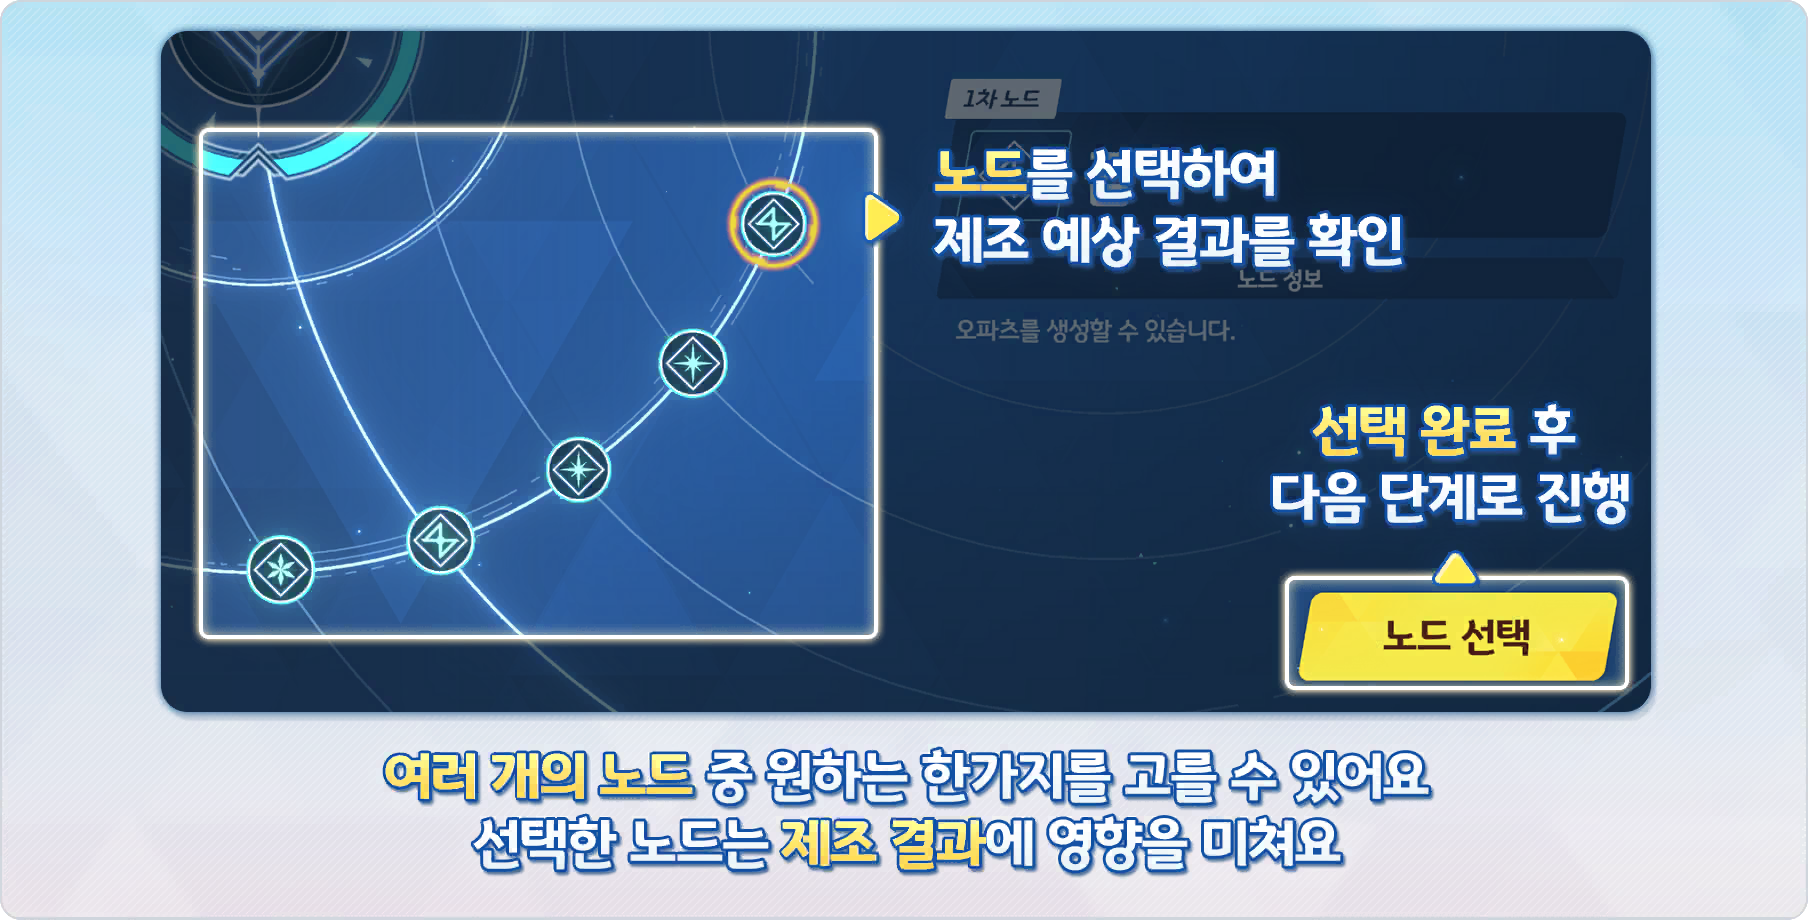 1차 노드
노드를 선택하여
제조 예상 결과를 확인
노드 정보
오파츠를 생성할 수 있습니다.
선택 완료 후
다음 단계로 진행
노드 선택
여러 개의 노드 중 원하는 한가지를 고를 수 있어요
선택한 노드는 제조 결과에 영향을 미쳐요